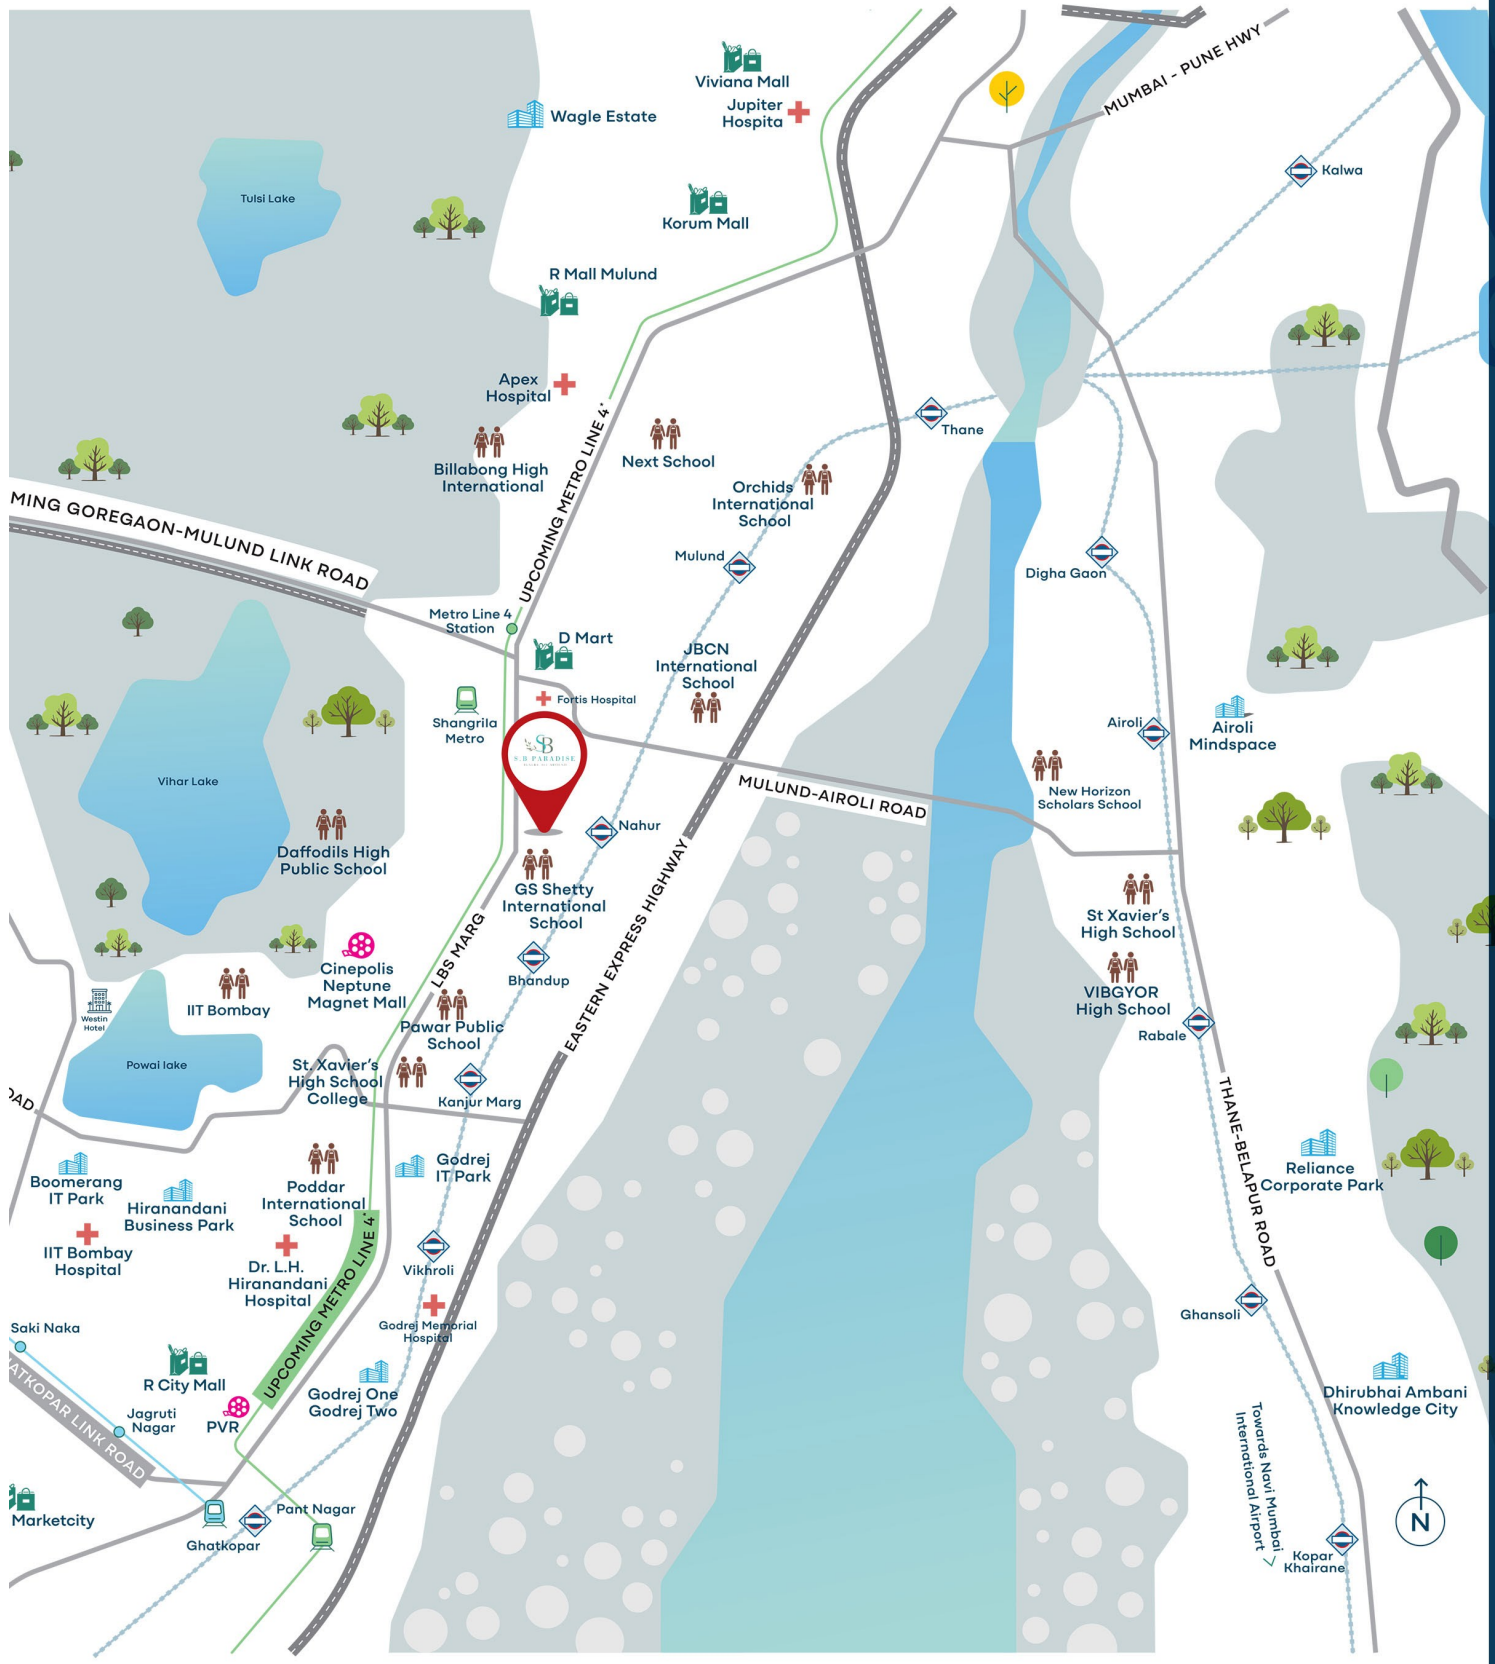 Viviana Mall
Jupiter
Hospita
Wagle Estate
MUMBAI - PUNE HWY
Kalwa
Tulsi Lake
Korum Mall
R Mall Mulund
Apex
Hospital
UPCOMING METRO LINE 4*
Thane
Next School
Billabong High
International
Orchids
International
School
MING GOREGAON-MULUND LINK ROAD
Mulund
Digha Gaon
Metro Line 4
Station
D Mart
JBCN
International
School
Fortis Hospital
Shangrila
Metro
S.B PARADISE
Airoli
Airoli
Mindspace
Vihar Lake
MULUND-AIROLI ROAD
New Horizon
Scholars School
Nahur
Daffodils High
Public School
GS Shetty
International
School
EASTERN EXPRESS HIGHWAY
St Xavier's
High School
LBS MARG
Cinepolis
Neptune
Magnet Mall
Bhandup
VIBGYOR
High School
IIT Bombay
Westin
Hotel
Pawar Public
School
Rabale
Powai lake
St. Xavier's
High School
College
Kanjur Marg
OAD
THANE-BELAPUR ROAD
Godrej
IT Park
Reliance
Corporate Park
Boomerang
IT Park
Hiranandani
Business Park
Poddar
International
School
UPCOMING METRO LINE 4*
IIT Bombay
Hospital
Dr. L.H.
Hiranandani
Hospital
Vikhroli
Ghansoli
Godrej Memorial
Hospital
Saki Naka
ATKOPAR LINK ROAD
R City Mall
Godrej One
Godrej Two
Dhirubhai Ambani
Knowledge City
Jagruti
Nagar
PVR
Towards Navi Mumbai
International Airport
Marketcity
Pant Nagar
Ghatkopar
N
Kopar
Khairane